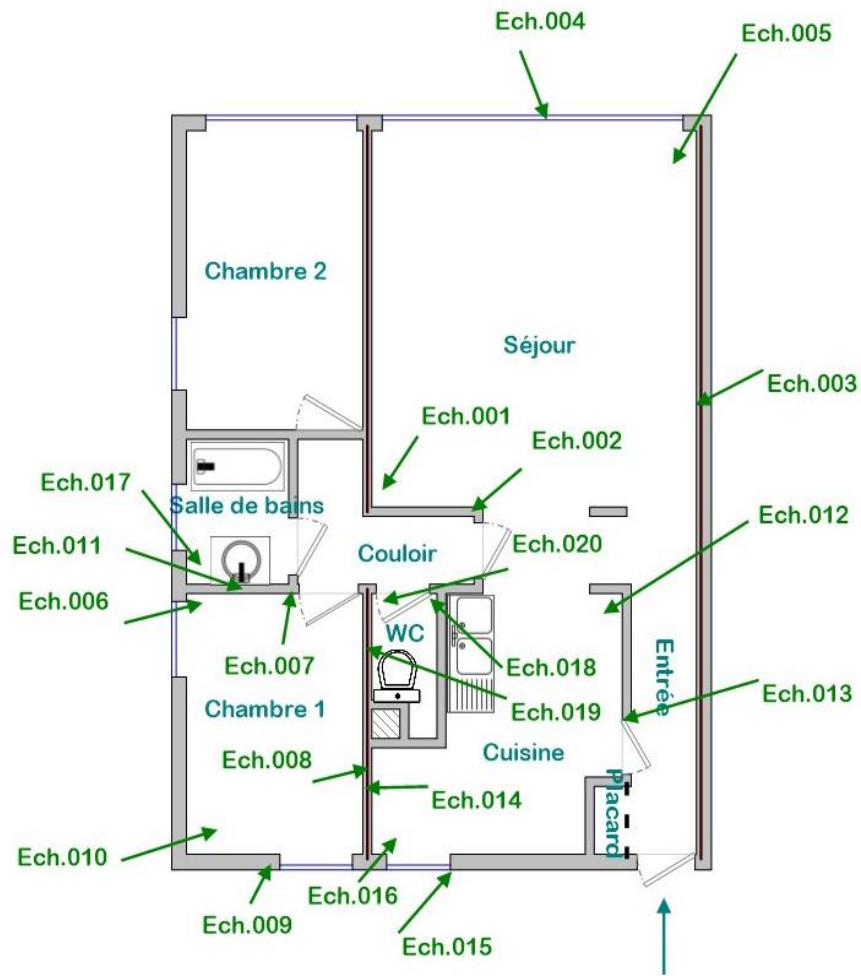 Ech.004
Ech.005
Chambre 2
Séjour
Ech.003
Ech.001
Ech.002
Ech.017
Salle de bains
Ech.012
Ech.011
Couloir
Ech.020
Ech.006
WC
Ech.007
Ech.018
Entrée
Ech.013
Chambre 1
Ech.019
Cuisine
Ech.008
Ech.014
Placard
Ech.010
Ech.016
Ech.009
Ech.015